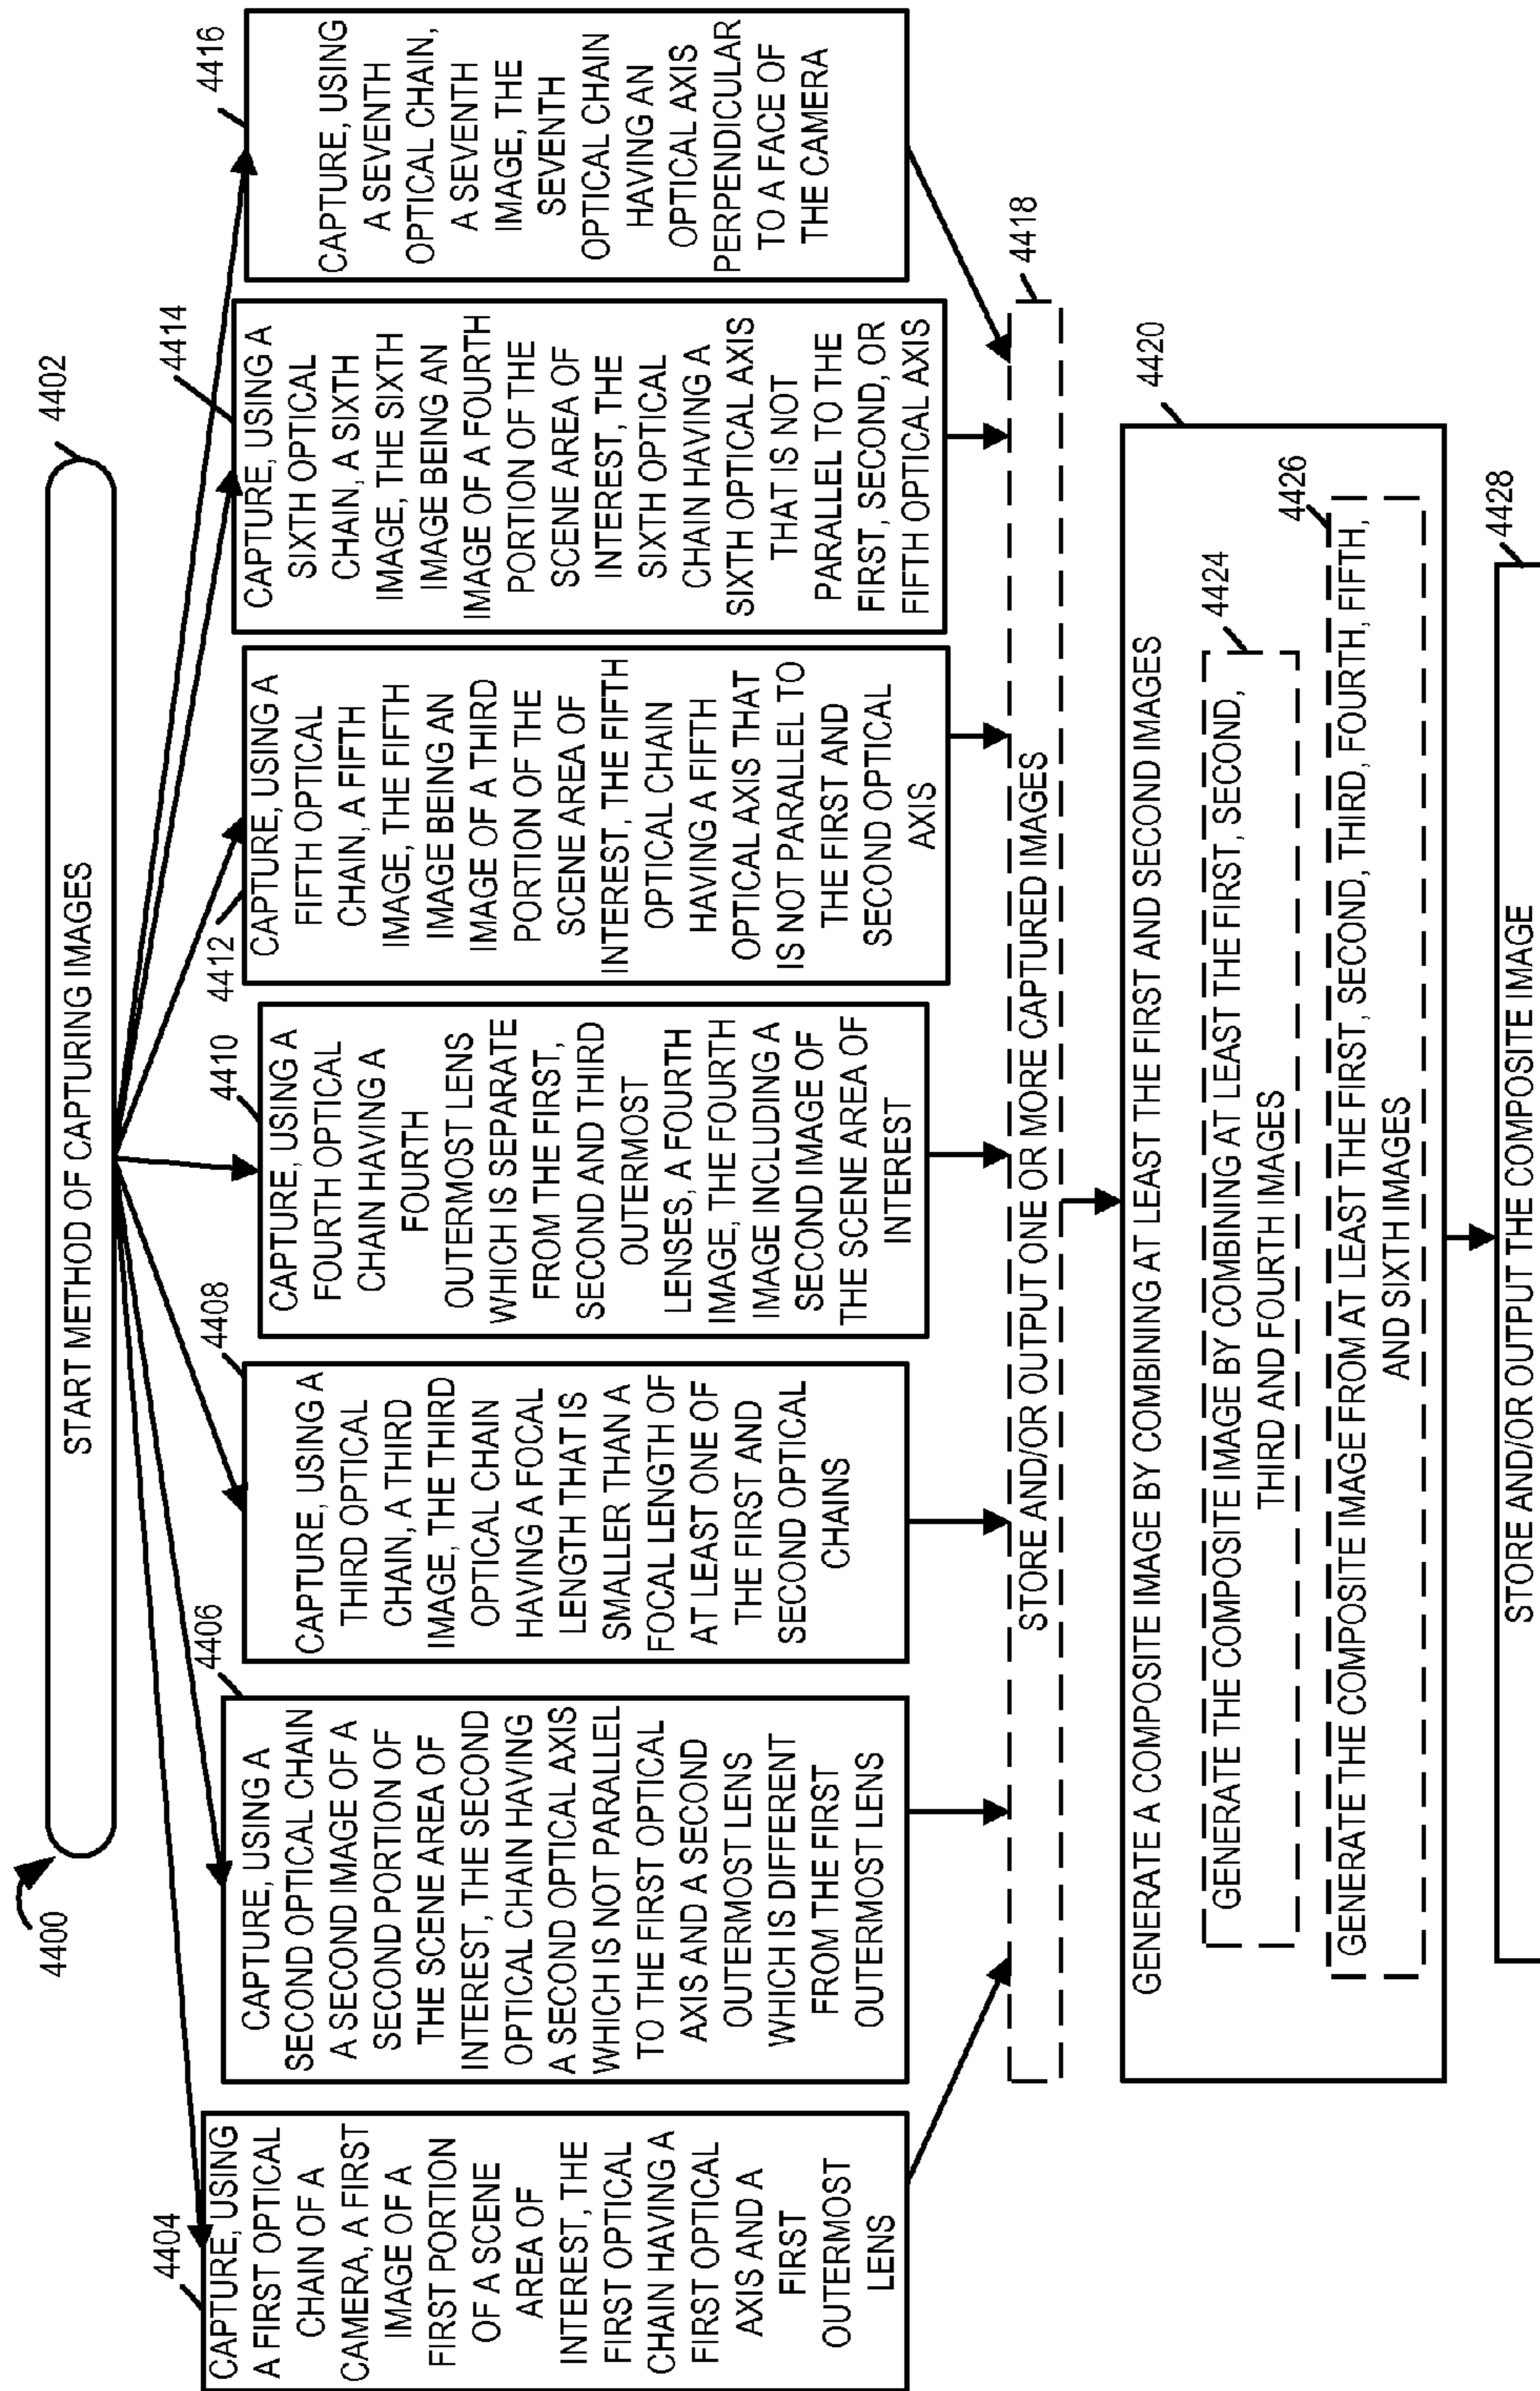 4400
START METHOD OF CAPTURING IMAGES
4402
4404
CAPTURE, USING
A FIRST OPTICAL
CHAIN OF A
CAMERA, A FIRST
IMAGE OF A
FIRST PORTION
OF A SCENE
AREA OF
INTEREST, THE
FIRST OPTICAL
CHAIN HAVING A
FIRST OPTICAL
AXIS AND A
FIRST
OUTERMOST
LENS
4406
CAPTURE, USING A
SECOND OPTICAL CHAIN
A SECOND IMAGE OF A
SECOND PORTION OF
THE SCENE AREA OF
INTEREST, THE SECOND
OPTICAL CHAIN HAVING
A SECOND OPTICAL AXIS
WHICH IS NOT PARALLEL
TO THE FIRST OPTICAL
AXIS AND A SECOND
OUTERMOST LENS
WHICH IS DIFFERENT
FROM THE FIRST
OUTERMOST LENS
4408
CAPTURE, USING A
THIRD OPTICAL
CHAIN, A THIRD
IMAGE, THE THIRD
OPTICAL CHAIN
HAVING A FOCAL
LENGTH THAT IS
SMALLER THAN A
FOCAL LENGTH OF
AT LEAST ONE OF
THE FIRST AND
SECOND OPTICAL
CHAINS
4410
CAPTURE, USING A
FOURTH OPTICAL
CHAIN HAVING A
FOURTH
OUTERMOST LENS
WHICH IS SEPARATE
FROM THE FIRST,
SECOND AND THIRD
OUTERMOST
LENSES, A FOURTH
IMAGE, THE FOURTH
IMAGE INCLUDING A
SECOND IMAGE OF
THE SCENE AREA OF
INTEREST
4412
CAPTURE, USING A
FIFTH OPTICAL
CHAIN, A FIFTH
IMAGE, THE FIFTH
IMAGE BEING AN
IMAGE OF A THIRD
PORTION OF THE
SCENE AREA OF
INTEREST, THE FIFTH
OPTICAL CHAIN
HAVING A FIFTH
OPTICAL AXIS THAT
IS NOT PARALLEL TO
THE FIRST AND
SECOND OPTICAL
AXIS
4414
CAPTURE, USING A
SIXTH OPTICAL
CHAIN, A SIXTH
IMAGE, THE SIXTH
IMAGE BEING AN
IMAGE OF A FOURTH
PORTION OF THE
SCENE AREA OF
INTEREST, THE
SIXTH OPTICAL
CHAIN HAVING A
SIXTH OPTICAL AXIS
THAT IS NOT
PARALLEL TO THE
FIRST, SECOND, OR
FIFTH OPTICAL AXIS
4416
CAPTURE, USING
A SEVENTH
OPTICAL CHAIN,
A SEVENTH
IMAGE, THE
SEVENTH
OPTICAL CHAIN
HAVING AN
OPTICAL AXIS
PERPENDICULAR
TO A FACE OF
THE CAMERA
4418
STORE AND/OR OUTPUT ONE OR MORE CAPTURED IMAGES
4420
GENERATE A COMPOSITE IMAGE BY COMBINING AT LEAST THE FIRST AND SECOND IMAGES
4424
GENERATE THE COMPOSITE IMAGE BY COMBINING AT LEAST THE FIRST, SECOND,
THIRD AND FOURTH IMAGES
4426
GENERATE THE COMPOSITE IMAGE FROM AT LEAST THE FIRST, SECOND, THIRD, FOURTH, FIFTH,
AND SIXTH IMAGES
4428
STORE AND/OR OUTPUT THE COMPOSITE IMAGE